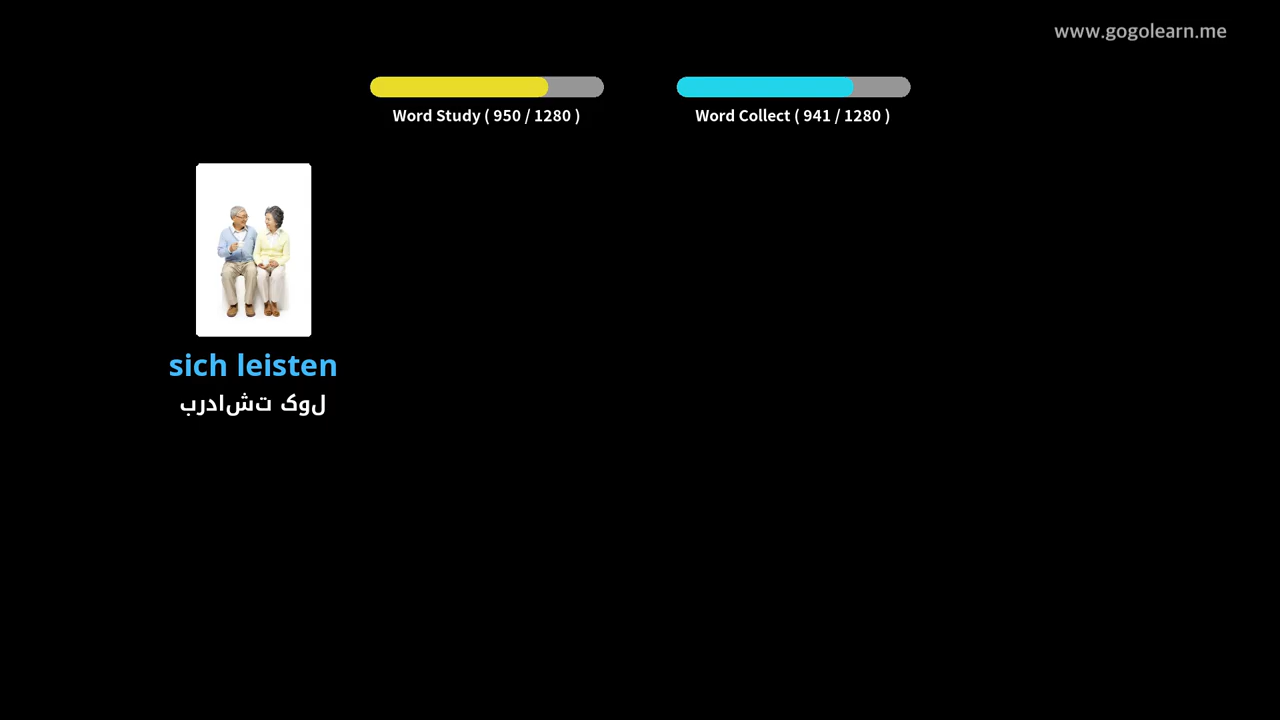 www.gogolearn.me
Word Study ( 950 / 1280 )
Word Collect ( 941 / 1280 )
sich leisten
برداشت کول